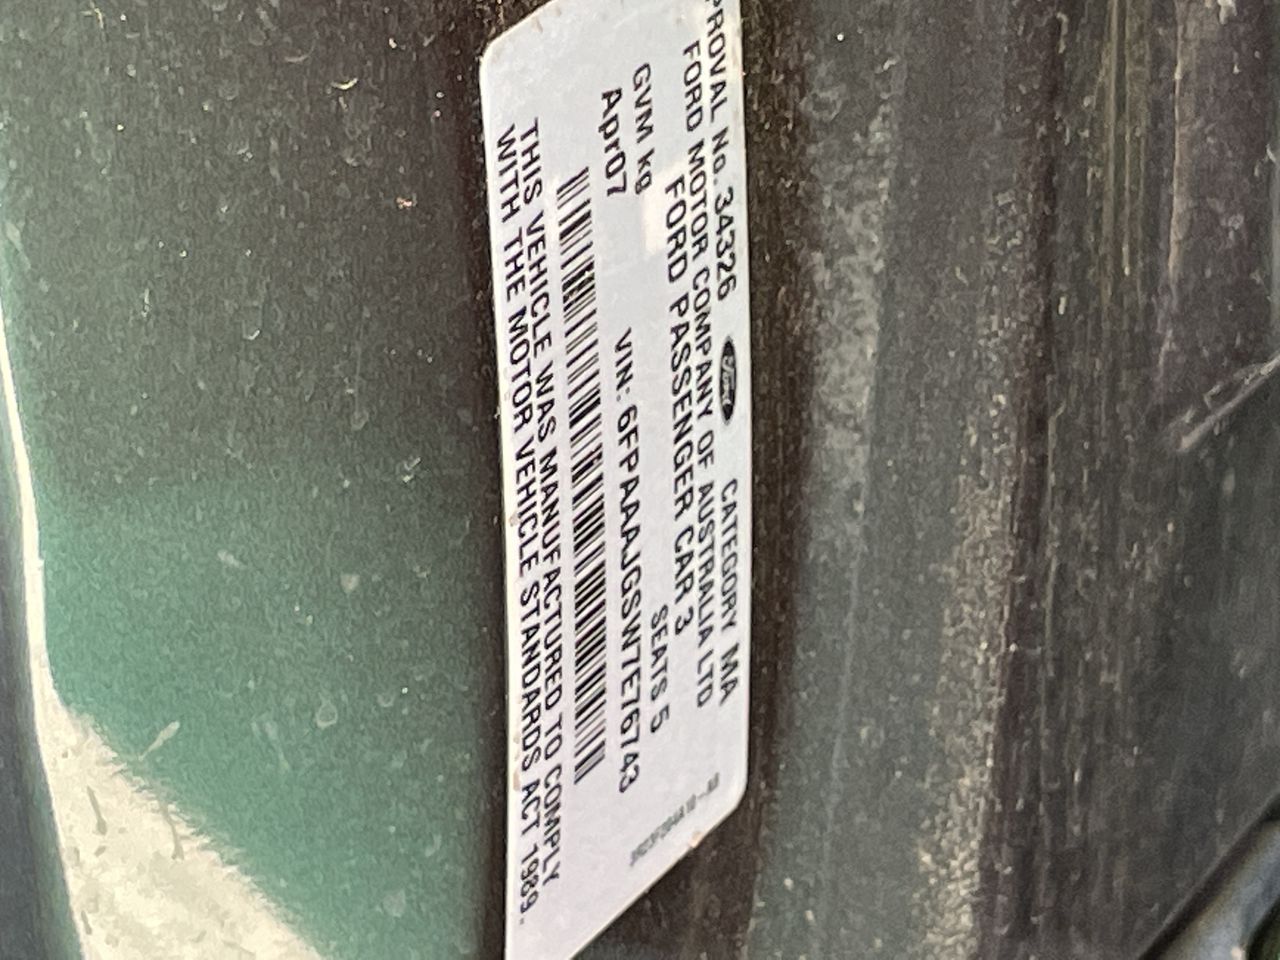 PROVAL No. 34326 Ford CATEGORY MA
FORD MOTOR COMPANY OF AUSTRALIA LTD
FORD PASSENGER CAR 3
GVM kg SEATS 5
Apr07 VIN: 6FPAAAJGSW7E76743
THIS VEHICLE WAS MANUFACTURED TO COMPLY
WITH THE MOTOR VEHICLE STANDARDS ACT 1989.